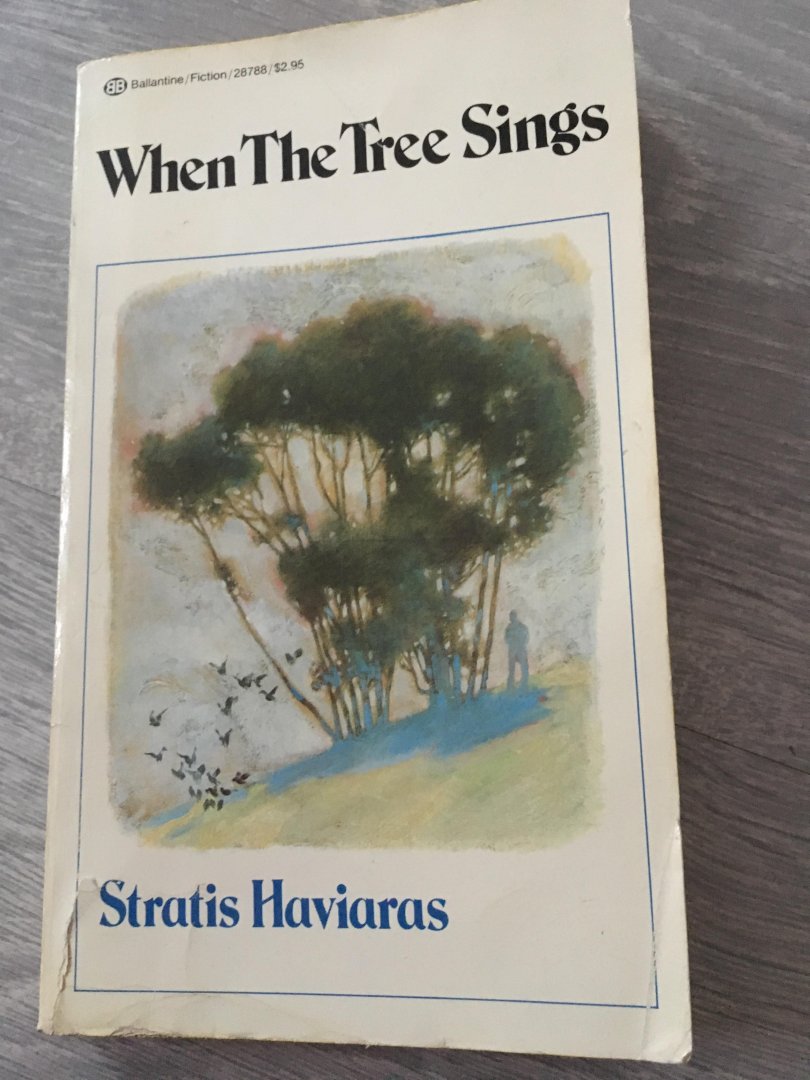 BB Ballantine/Fiction/28788/$2.95
When The Tree Sings
Stratis Haviaras